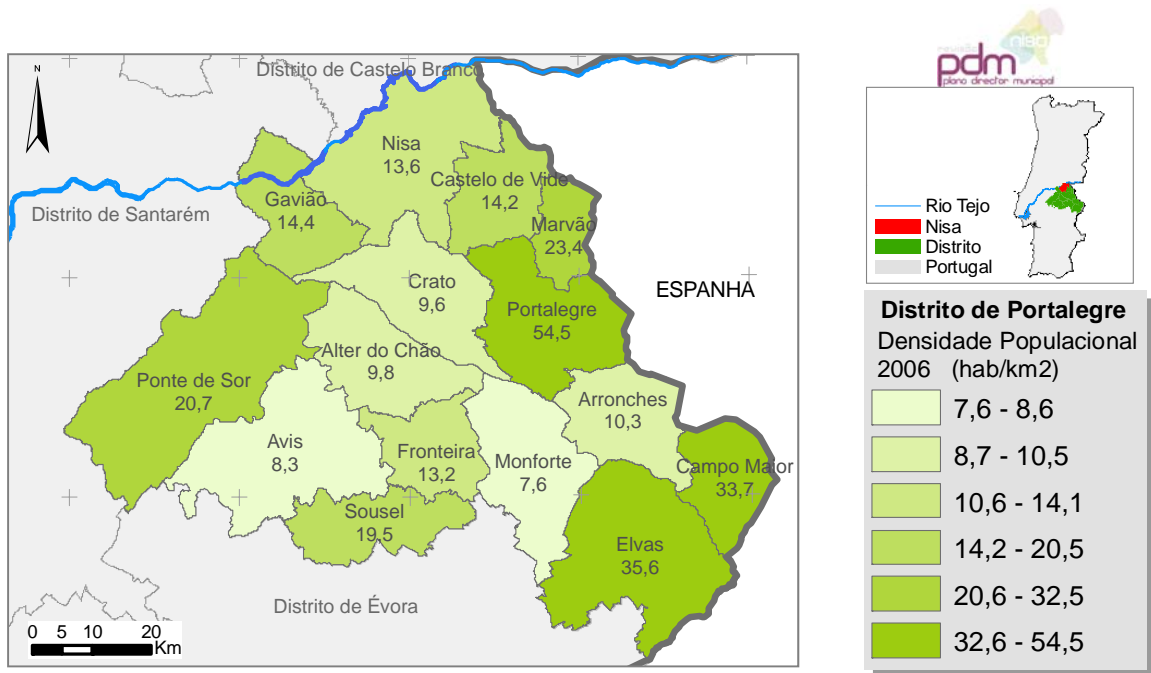 N
Distrito de Castelo Branco
Nisa
13,6
Castelo de Vide
14,2
Gavião
14,4
Distrito de Santarém
Marvão
23,4
Crato
9,6
ESPANHA
Portalegre
54,5
Alter do Chão
9,8
Ponte de Sor
20,7
Arronches
10,3
Avis
8,3
Fronteira
13,2
Monforte
7,6
Campo Maior
33,7
Sousel
19,5
Elvas
35,6
Distrito de Évora
0 5 10 20
Km
revisão
nisa
pdm
plano director municipal
Rio Tejo
Nisa
Distrito
Portugal
Distrito de Portalegre
Densidade Populacional
2006 (hab/km2)
7,6 - 8,6
8,7 - 10,5
10,6 - 14,1
14,2 - 20,5
20,6 - 32,5
32,6 - 54,5